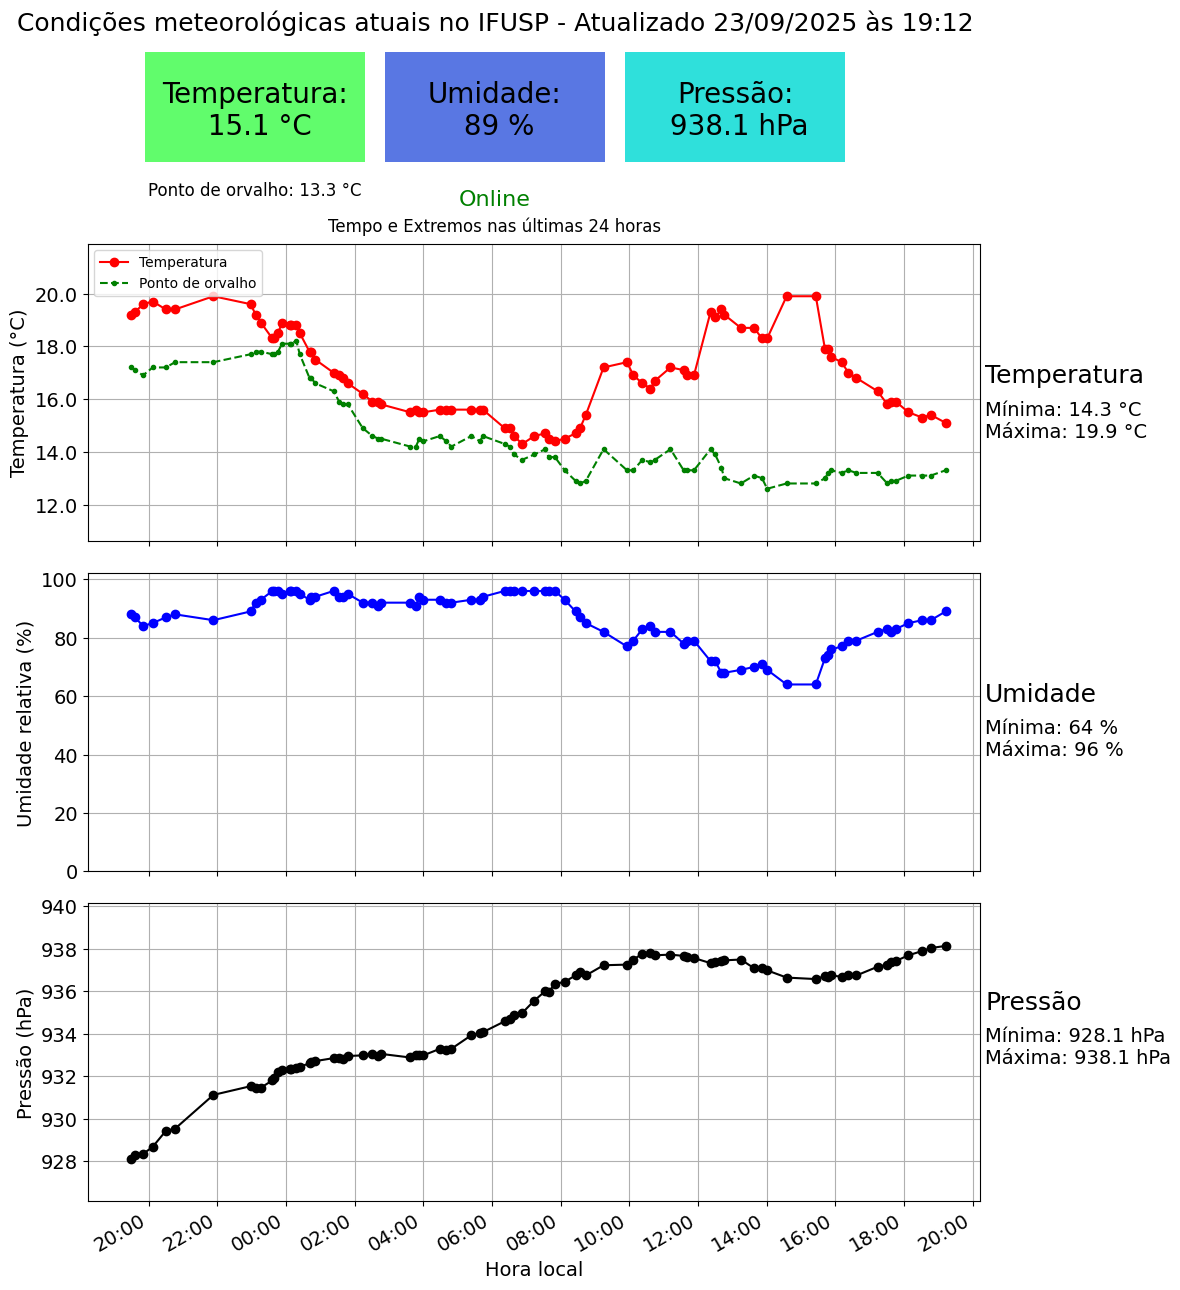 Condições meteorológicas atuais no IFUSP - Atualizado 23/09/2025 às 19:12
Temperatura:
15.1 °C
Umidade:
89 %
Pressão:
938.1 hPa
Ponto de orvalho: 13.3 °C
Online
Tempo e Extremos nas últimas 24 horas
Temperatura
Ponto de orvalho
Temperatura (°C)
20.0
18.0
16.0
14.0
12.0
Temperatura
Mínima: 14.3 °C
Máxima: 19.9 °C
Umidade relativa (%)
100
80
60
40
20
0
Umidade
Mínima: 64 %
Máxima: 96 %
Pressão (hPa)
940
938
936
934
932
930
928
Pressão
Mínima: 928.1 hPa
Máxima: 938.1 hPa
20:00 22:00 00:00 02:00 04:00 06:00 08:00 10:00 12:00 14:00 16:00 18:00 20:00
Hora local